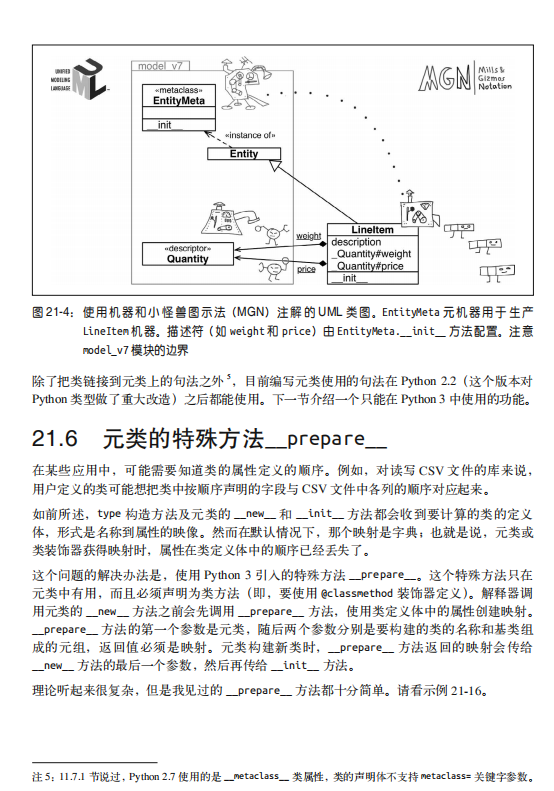 UNIFIED
MODELING
LANGUAGE
UML
model_v7
MGN
Mills &
Gizmos
Notation
«metaclass»
EntityMeta
__init__
«instance of»
Entity
LineItem
description
_Quantity#weight
_Quantity#price
__init__
weight
price
«descriptor»
Quantity
图 21-4：使用机器和小怪兽图示法（MGN）注解的 UML 类图。EntityMeta 元机器用于生产
LineItem 机器。描述符（如 weight 和 price）由 EntityMeta.__init__ 方法配置。注意
model_v7 模块的边界
除了把类链接到元类上的句法之外 5，目前编写元类使用的句法在 Python 2.2（这个版本对
Python 类型做了重大改造）之后都能使用。下一节介绍一个只能在 Python 3 中使用的功能。
21.6 元类的特殊方法__prepare__
在某些应用中，可能需要知道类的属性定义的顺序。例如，对读写 CSV 文件的库来说，
用户定义的类可能想把类中按顺序声明的字段与 CSV 文件中各列的顺序对应起来。
如前所述，type 构造方法及元类的 __new__ 和 __init__ 方法都会收到要计算的类的定义
体，形式是名称到属性的映像。然而在默认情况下，那个映射是字典；也就是说，元类或
类装饰器获得映射时，属性在类定义体中的顺序已经丢失了。
这个问题的解决办法是，使用 Python 3 引入的特殊方法 __prepare__。这个特殊方法只在
元类中有用，而且必须声明为类方法（即，要使用 @classmethod 装饰器定义）。解释器调
用元类的 __new__ 方法之前会先调用 __prepare__ 方法，使用类定义体中的属性创建映射。
__prepare__ 方法的第一个参数是元类，随后两个参数分别是要构建的类的名称和基类组
成的元组，返回值必须是映射。元类构建新类时，__prepare__ 方法返回的映射会传给
__new__ 方法的最后一个参数，然后再传给 __init__ 方法。
理论听起来很复杂，但是我见过的 __prepare__ 方法都十分简单。请看示例 21-16。
注 5：11.7.1 节说过，Python 2.7 使用的是 __metaclass__ 类属性，类的声明体不支持 metaclass= 关键字参数。